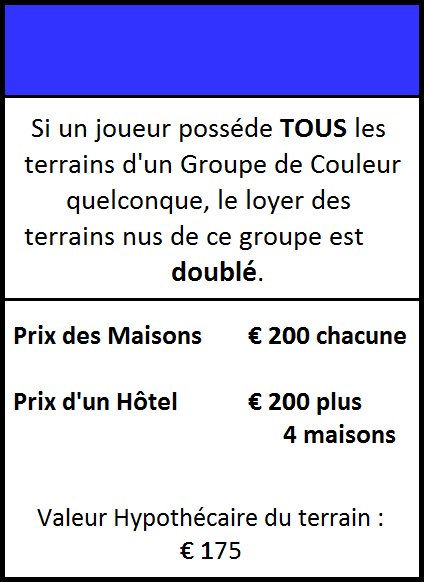 Si un joueur posséde TOUS les
terrains d'un Groupe de Couleur
quelconque, le loyer des
terrains nus de ce groupe est
doublé.
Prix des Maisons € 200 chacune
Prix d'un Hôtel € 200 plus
4 maisons
Valeur Hypothécaire du terrain :
€ 175